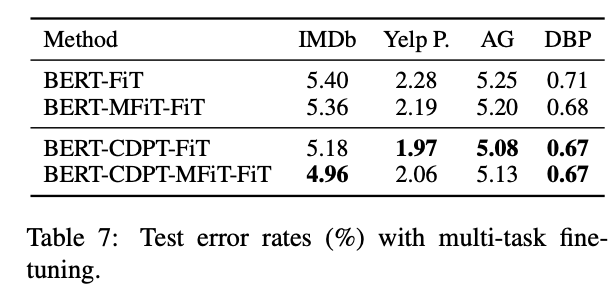 Method IMDb Yelp P. AG DBP
BERT-FiT 5.40 2.28 5.25 0.71
BERT-MFiT-FiT 5.36 2.19 5.20 0.68
BERT-CDPT-FiT 5.18 1.97 5.08 0.67
BERT-CDPT-MFiT-FiT 4.96 2.06 5.13 0.67
Table 7: Test error rates (%) with multi-task fine-
tuning.